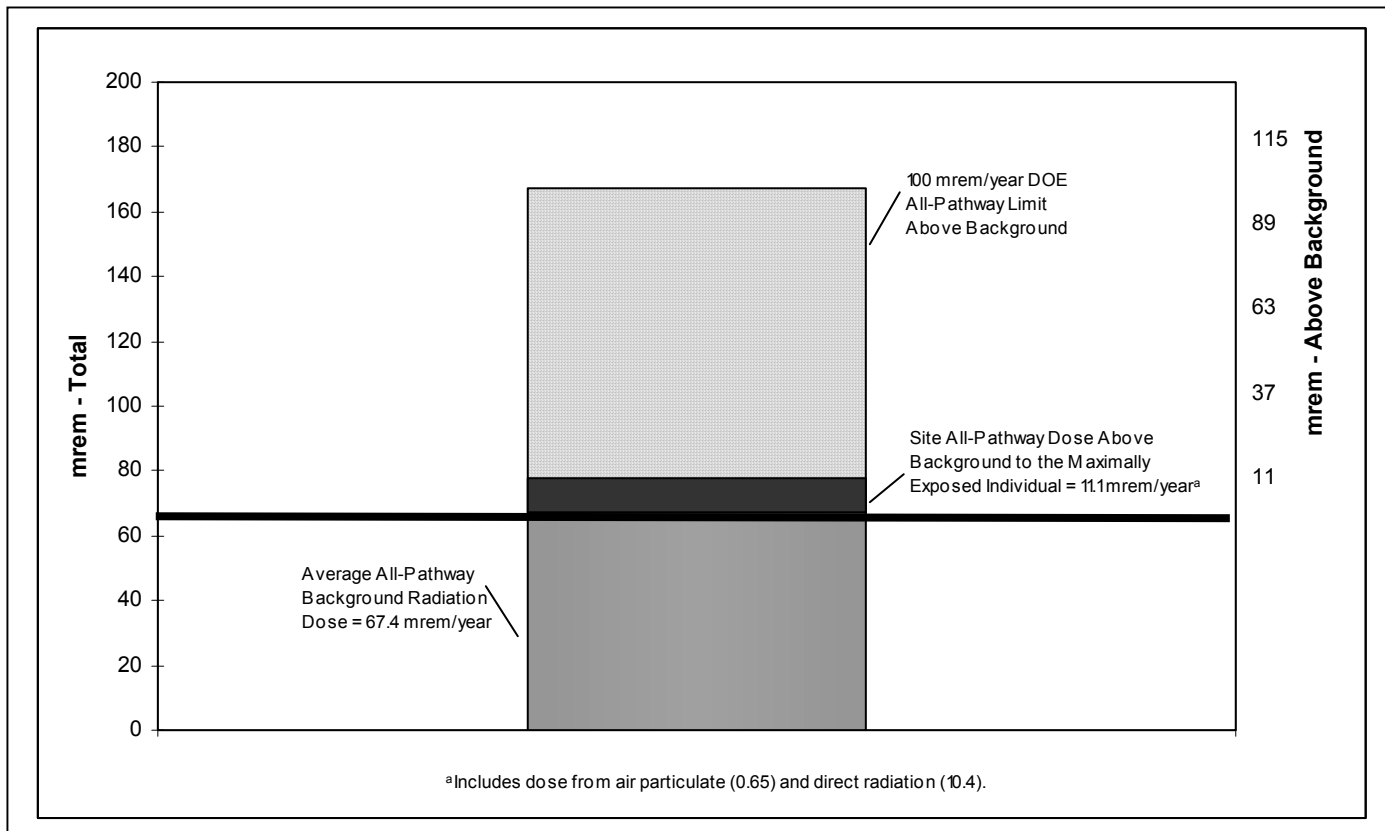 mrem - Total
200
180
160
140
120
100
80
60
40
20
0
100 mrem/year DOE
All-Pathway Limit
Above Background
Site All-Pathway Dose Above
Background to the Maximally
Exposed Individual = 11.1 mrem/yearᵃ
Average All-Pathway
Background Radiation
Dose = 67.4 mrem/year
115
89
63
37
11
mrem - Above Background
ᵃ Includes dose from air particulate (0.65) and direct radiation (10.4).